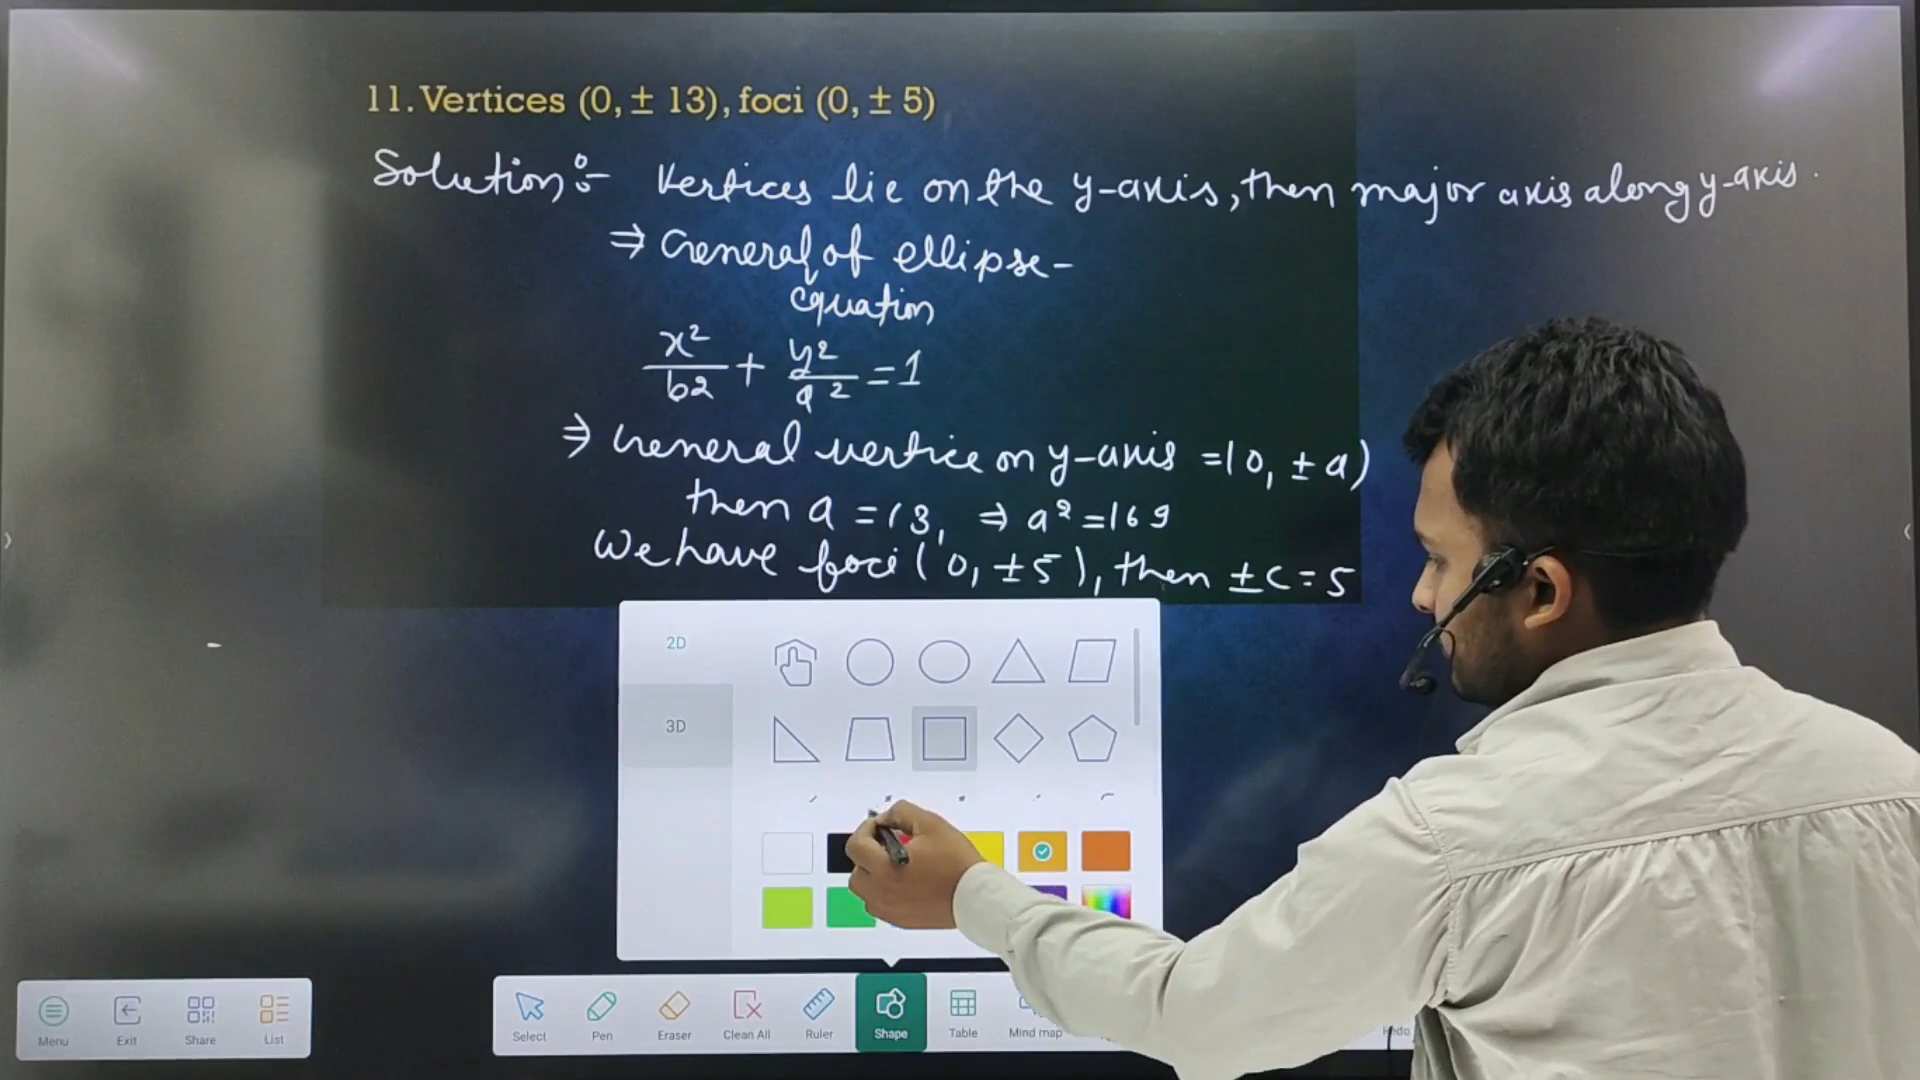 11. Vertices (0, ± 13), foci (0, ± 5)
Solution:- Vertices lie on the y-axis, then major axis along y-axis.
⇒ General of ellipse-
equation
x²/b2 + y²/a² = 1
⇒ General vertice on y-axis = (0, ± a)
then a = 13, ⇒ a² = 169
We have foci (0, ±5), then ±c = 5
2D
3D
Menu Exit Share List
Select Pen Eraser Clean All Ruler Shape Table Mind map